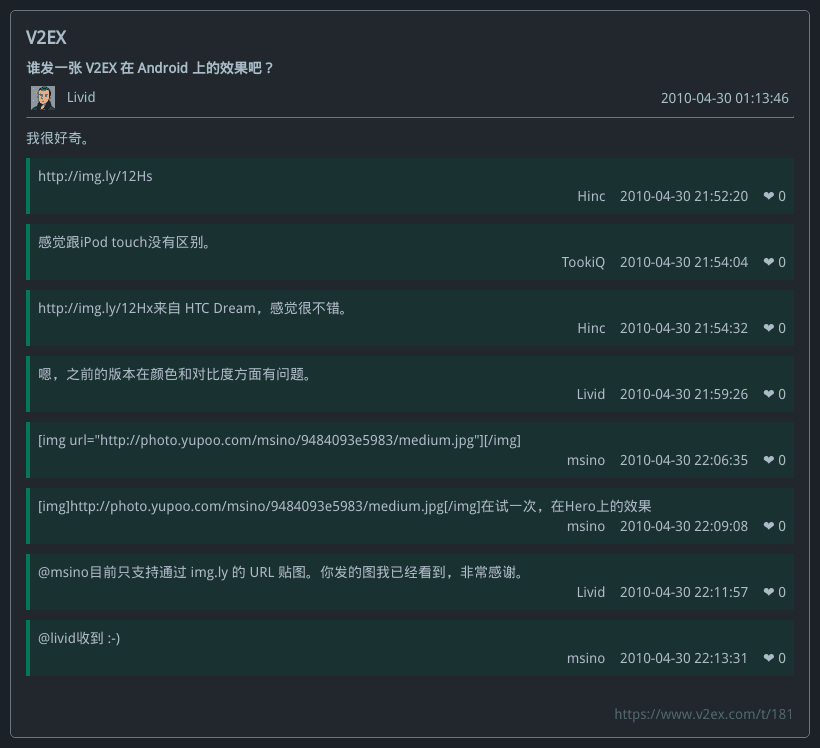 V2EX
谁发一张 V2EX 在 Android 上的效果吧？
Livid
2010-04-30 01:13:46
我很好奇。
http://img.ly/12Hs
Hinc 2010-04-30 21:52:20 ❤ 0
感觉跟iPod touch没有区别。
TookiQ 2010-04-30 21:54:04 ❤ 0
http://img.ly/12Hx来自 HTC Dream，感觉很不错。
Hinc 2010-04-30 21:54:32 ❤ 0
嗯，之前的版本在颜色和对比度方面有问题。
Livid 2010-04-30 21:59:26 ❤ 0
[img url="http://photo.yupoo.com/msino/9484093e5983/medium.jpg"][/img]
msino 2010-04-30 22:06:35 ❤ 0
[img]http://photo.yupoo.com/msino/9484093e5983/medium.jpg[/img]在试一次，在Hero上的效果
msino 2010-04-30 22:09:08 ❤ 0
@msino目前只支持通过 img.ly 的 URL 贴图。你发的图我已经看到，非常感谢。
Livid 2010-04-30 22:11:57 ❤ 0
@livid收到 :-)
msino 2010-04-30 22:13:31 ❤ 0
https://www.v2ex.com/t/181